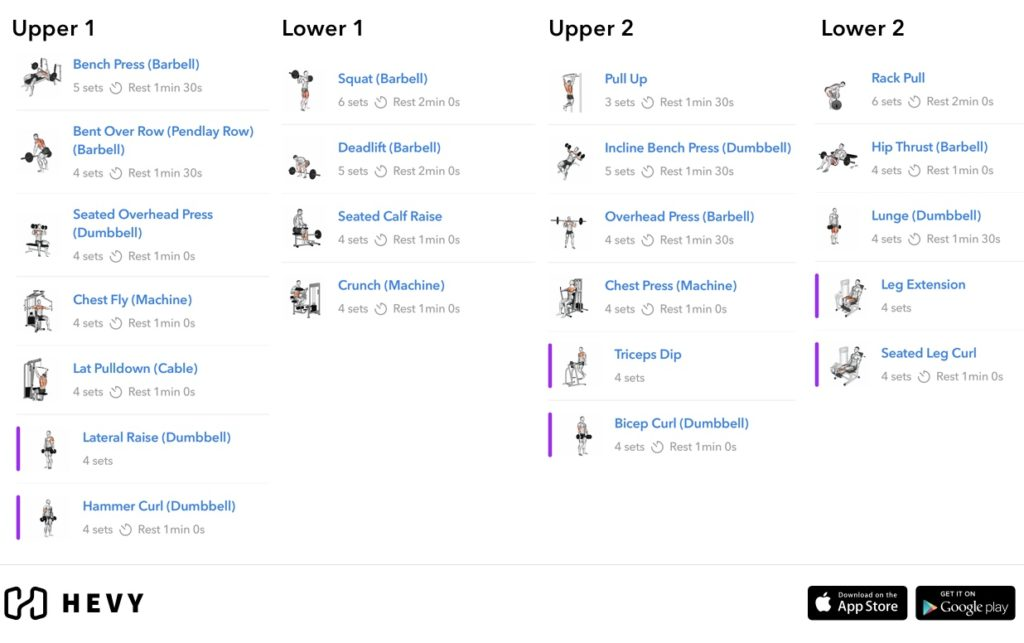 Upper 1
Bench Press (Barbell)
5 sets Rest 1min 30s
Bent Over Row (Pendlay Row)
(Barbell)
4 sets Rest 1min 30s
Seated Overhead Press
(Dumbbell)
4 sets Rest 1min 0s
Chest Fly (Machine)
4 sets Rest 1min 0s
Lat Pulldown (Cable)
4 sets Rest 1min 0s
Lateral Raise (Dumbbell)
4 sets
Hammer Curl (Dumbbell)
4 sets Rest 1min 0s
Lower 1
Squat (Barbell)
6 sets Rest 2min 0s
Deadlift (Barbell)
5 sets Rest 2min 0s
Seated Calf Raise
4 sets Rest 1min 0s
Crunch (Machine)
4 sets Rest 1min 0s
Upper 2
Pull Up
3 sets Rest 1min 30s
Incline Bench Press (Dumbbell)
5 sets Rest 1min 30s
Overhead Press (Barbell)
4 sets Rest 1min 30s
Chest Press (Machine)
4 sets Rest 1min 0s
Triceps Dip
4 sets
Bicep Curl (Dumbbell)
4 sets Rest 1min 0s
Lower 2
Rack Pull
6 sets Rest 2min 0s
Hip Thrust (Barbell)
4 sets Rest 1min 0s
Lunge (Dumbbell)
4 sets Rest 1min 30s
Leg Extension
4 sets
Seated Leg Curl
4 sets Rest 1min 0s
HEVY
Download on the
App Store
GET IT ON
Google play